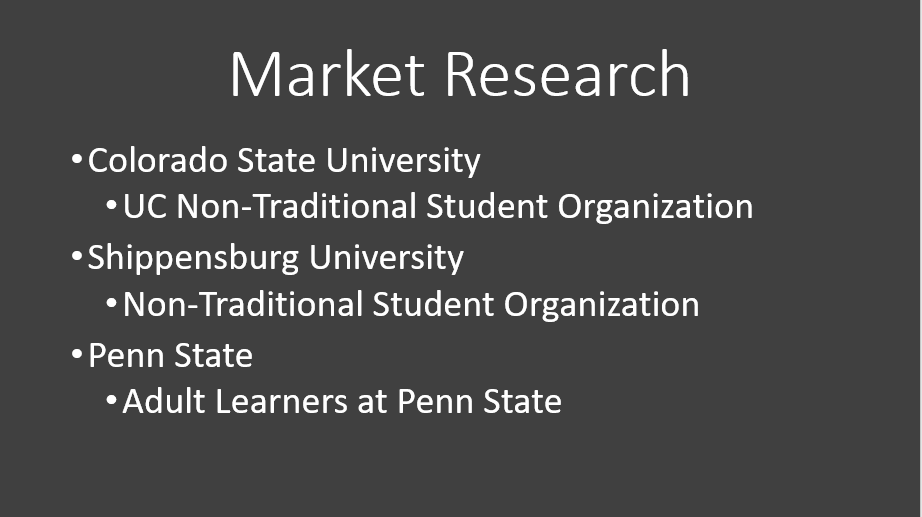 Market Research
•Colorado State University
•UC Non-Traditional Student Organization
•Shippensburg University
•Non-Traditional Student Organization
•Penn State
•Adult Learners at Penn State